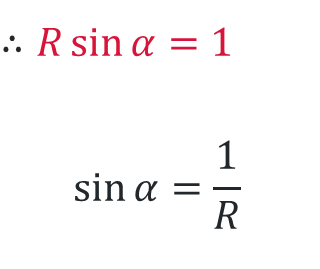 ∴ R sin α = 1
sin α = 1/R